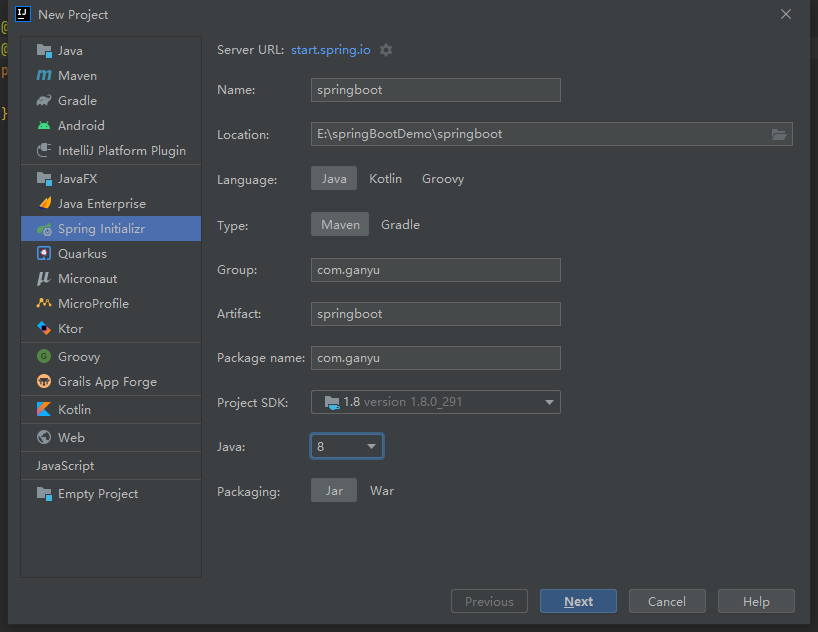 New Project
Java
Maven
Gradle
Android
IntelliJ Platform Plugin
JavaFX
Java Enterprise
Spring Initializr
Quarkus
Micronaut
MicroProfile
Ktor
Groovy
Grails App Forge
Kotlin
Web
JavaScript
Empty Project
Server URL: start.spring.io
Name: springboot
Location: E:\springBootDemo\springboot
Language: Java Kotlin Groovy
Type: Maven Gradle
Group: com.ganyu
Artifact: springboot
Package name: com.ganyu
Project SDK: 1.8 version 1.8.0_291
Java: 8
Packaging: Jar War
Previous Next Cancel Help